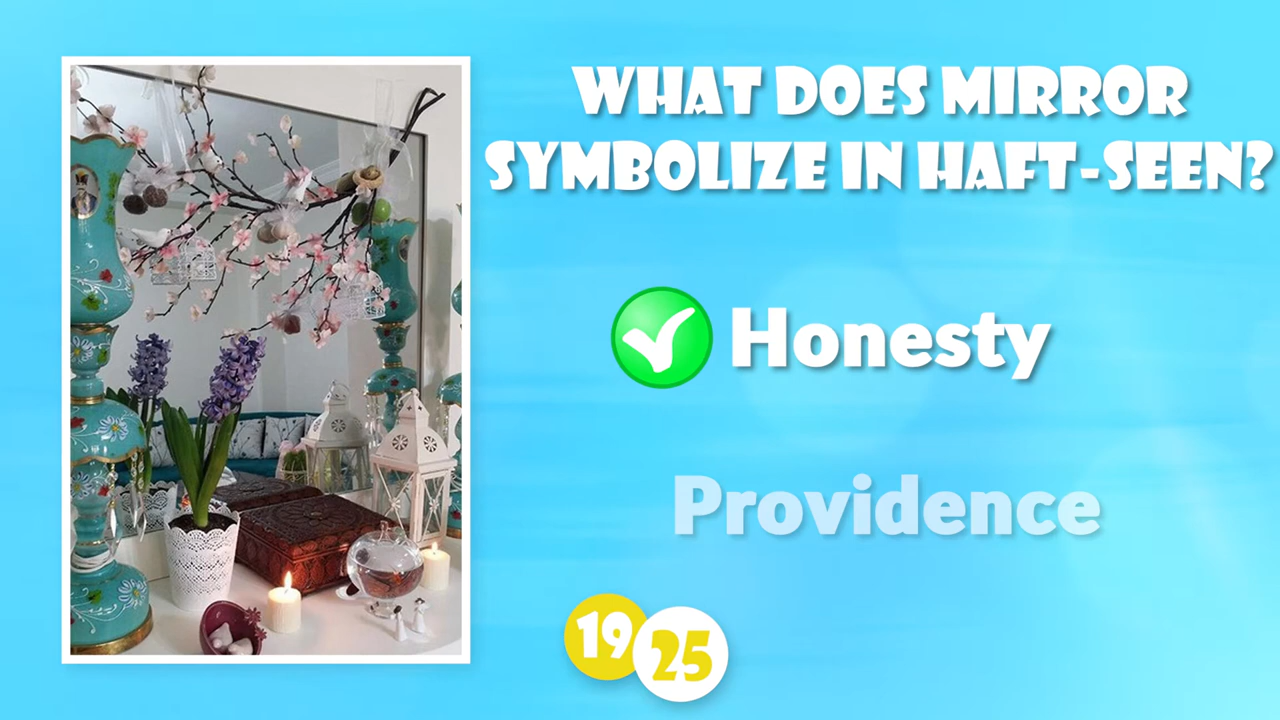 WHAT DOES MIRROR
SYMBOLIZE IN HAFT-SEEN?
Honesty
Providence
19
25